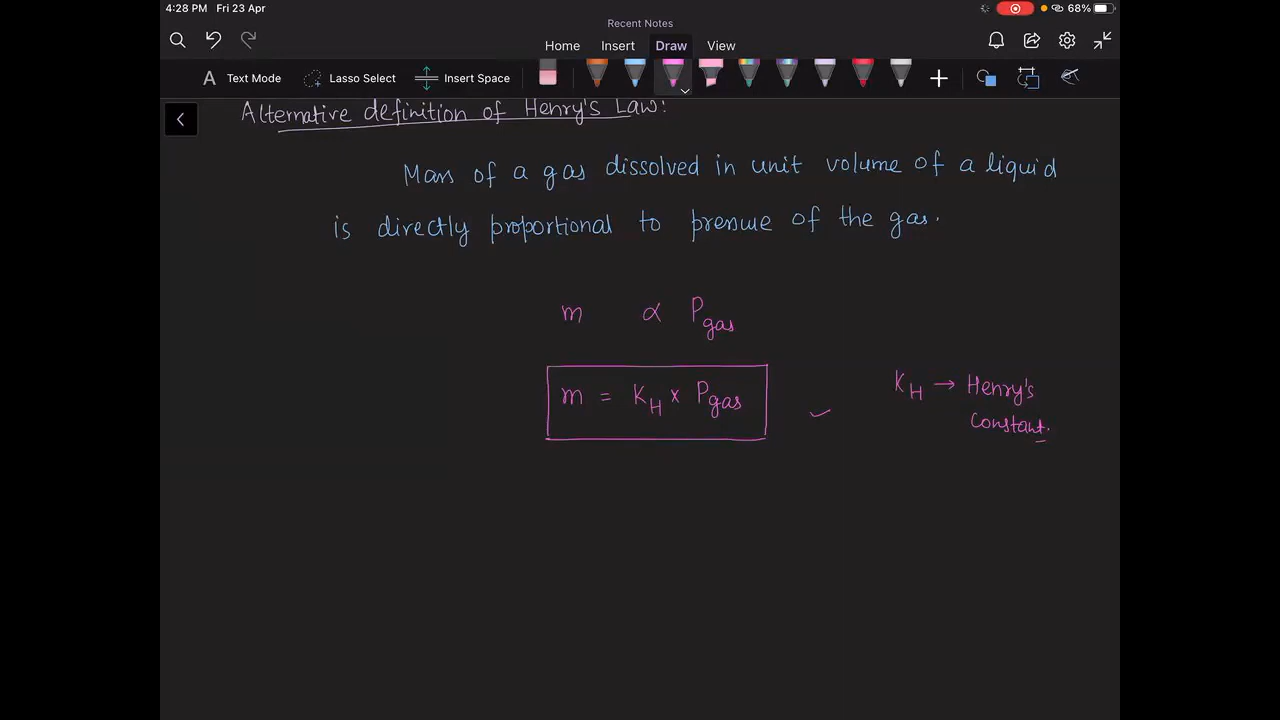 4:28 PM Fri 23 Apr
68%
Recent Notes
Home Insert Draw View
A Text Mode Lasso Select Insert Space
Alternative definition of Henry's Law:
Mass of a gas dissolved in unit volume of a liquid
is directly proportional to pressure of the gas.
m ∝ Pgas
m = KH × Pgas
KH → Henry's
Constant.